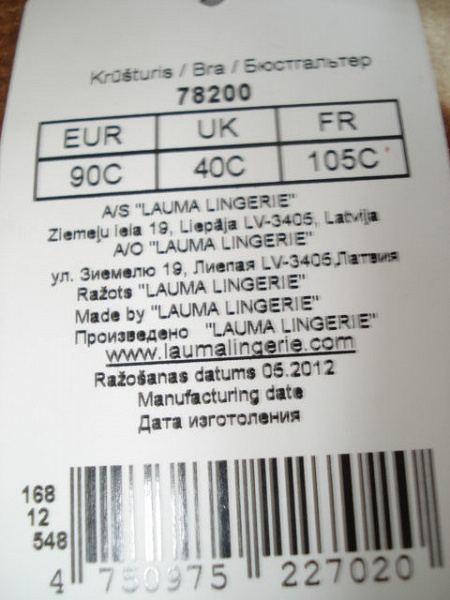 Krūšturis / Bra / Бюстгальтер
78200
EUR UK FR
90C 40C 105C
A/S "LAUMA LINGERIE"
Ziemeļu iela 19, Liepāja LV-3405, Latvija
A/O "LAUMA LINGERIE"
ул. Зиемелю 19, Лиепая LV-3405,Латвия
Ražots "LAUMA LINGERIE"
Made by "LAUMA LINGERIE"
Произведено "LAUMA LINGERIE"
www.laumalingerie.com
Ražošanas datums 05.2012
Manufacturing date
Дата изготоления
168
12
548
4 750975 227020